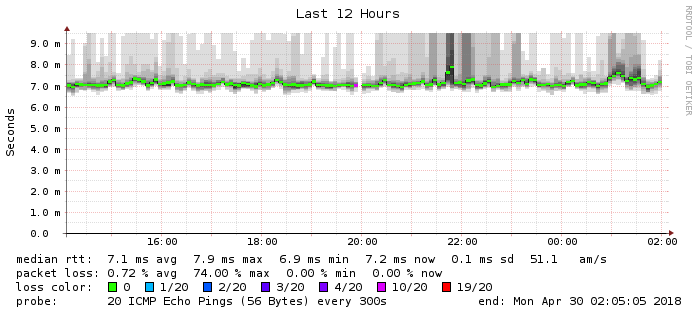 Last 12 Hours
RRDTOOL / TOBI OETIKER
Seconds
9.0 m
8.0 m
7.0 m
6.0 m
5.0 m
4.0 m
3.0 m
2.0 m
1.0 m
0.0
16:00 18:00 20:00 22:00 00:00 02:00
median rtt: 7.1 ms avg 7.9 ms max 6.9 ms min 7.2 ms now 0.1 ms sd 51.1 am/s
packet loss: 0.72 % avg 74.00 % max 0.00 % min 0.00 % now
loss color: 0 1/20 2/20 3/20 4/20 10/20 19/20
probe: 20 ICMP Echo Pings (56 Bytes) every 300s end: Mon Apr 30 02:05:05 2018